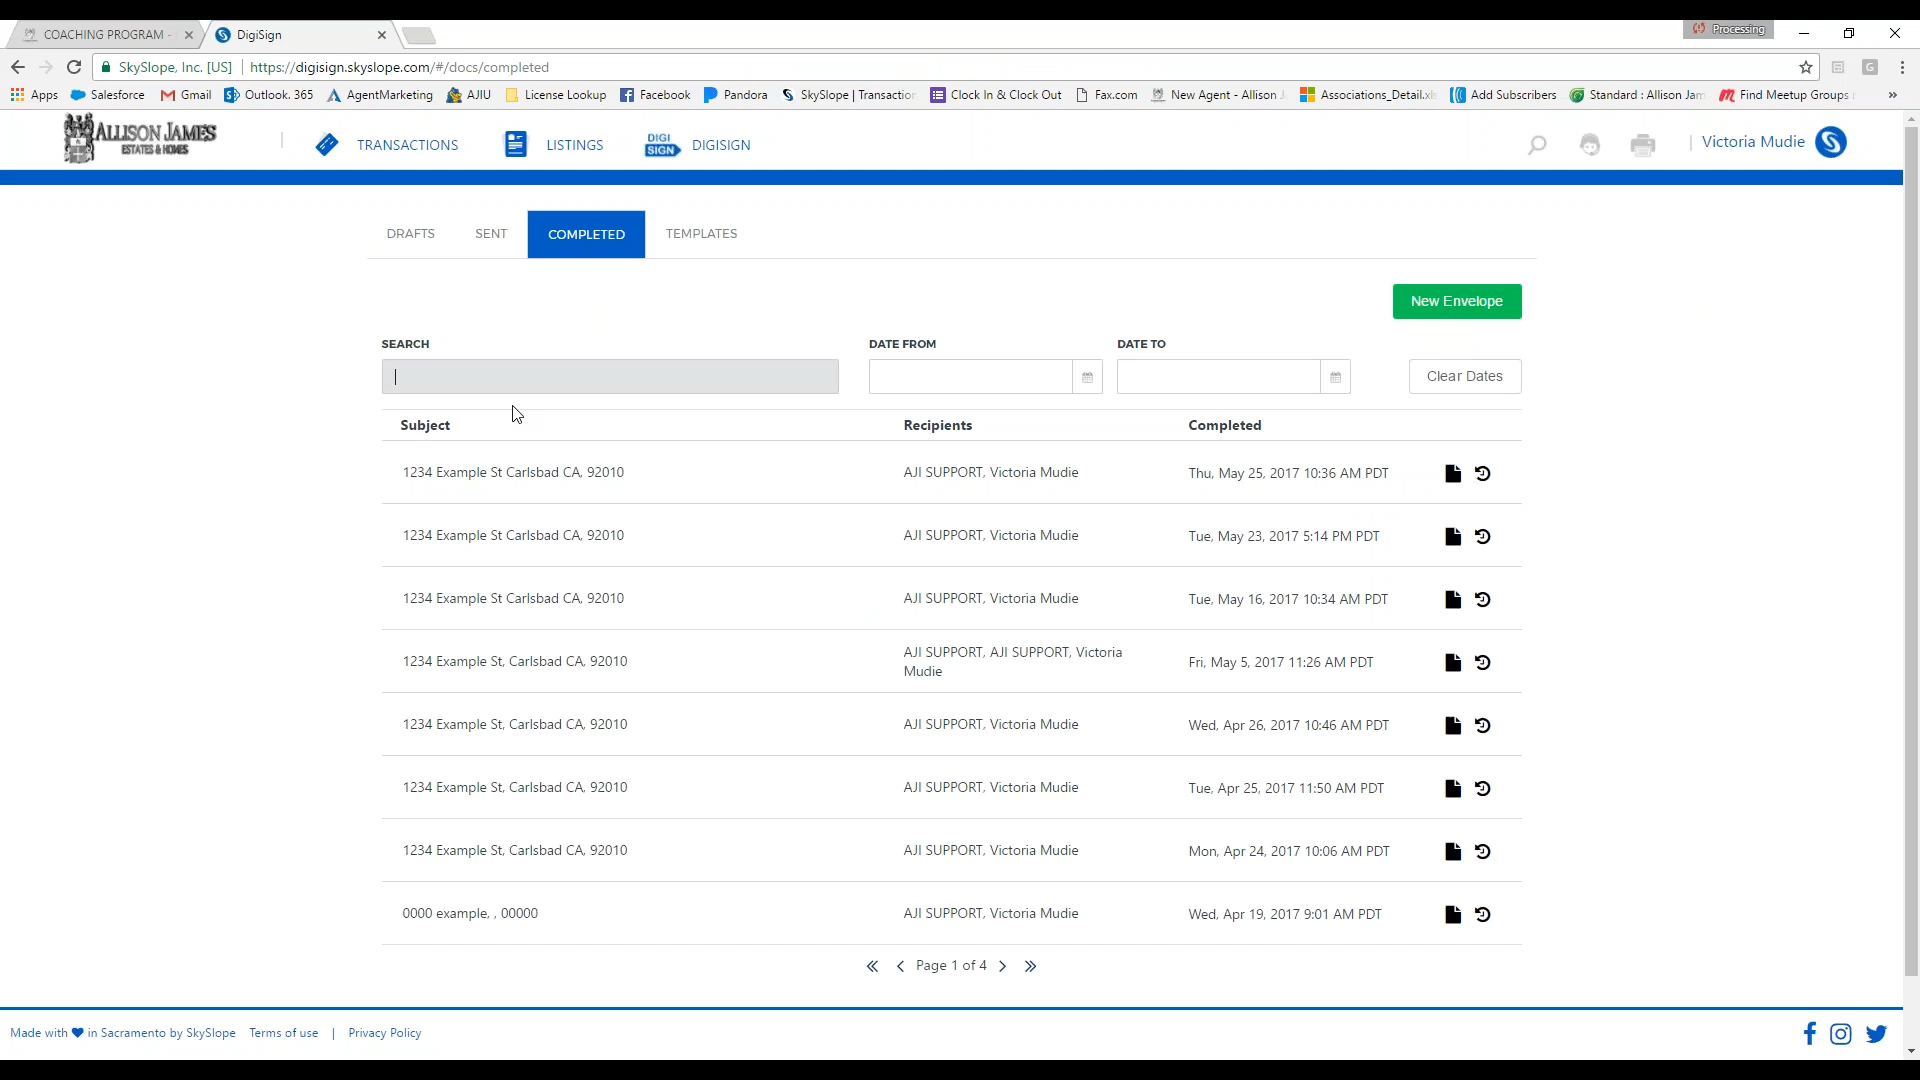 COACHING PROGRAM -
DigiSign
Processing
SkySlope, Inc. [US] https://digisign.skyslope.com/#/docs/completed
Apps Salesforce Gmail Outlook. 365 AgentMarketing AJIU License Lookup Facebook Pandora SkySlope | Transaction Clock In & Clock Out Fax.com New Agent - Allison J Associations_Detail.xls Add Subscribers Standard : Allison Jam Find Meetup Groups »
ALLISON JAMES
ESTATES & HOMES
TRANSACTIONS LISTINGS DIGI SIGN DIGISIGN Victoria Mudie
DRAFTS SENT COMPLETED TEMPLATES
New Envelope
SEARCH DATE FROM DATE TO
Clear Dates
Subject Recipients Completed
1234 Example St Carlsbad CA, 92010 AJI SUPPORT, Victoria Mudie Thu, May 25, 2017 10:36 AM PDT
1234 Example St Carlsbad CA, 92010 AJI SUPPORT, Victoria Mudie Tue, May 23, 2017 5:14 PM PDT
1234 Example St Carlsbad CA, 92010 AJI SUPPORT, Victoria Mudie Tue, May 16, 2017 10:34 AM PDT
1234 Example St, Carlsbad CA, 92010 AJI SUPPORT, AJI SUPPORT, Victoria Mudie Fri, May 5, 2017 11:26 AM PDT
1234 Example St, Carlsbad CA, 92010 AJI SUPPORT, Victoria Mudie Wed, Apr 26, 2017 10:46 AM PDT
1234 Example St, Carlsbad CA, 92010 AJI SUPPORT, Victoria Mudie Tue, Apr 25, 2017 11:50 AM PDT
1234 Example St, Carlsbad CA, 92010 AJI SUPPORT, Victoria Mudie Mon, Apr 24, 2017 10:06 AM PDT
0000 example, , 00000 AJI SUPPORT, Victoria Mudie Wed, Apr 19, 2017 9:01 AM PDT
« ‹ Page 1 of 4 › »
Made with ♥ in Sacramento by SkySlope Terms of use | Privacy Policy